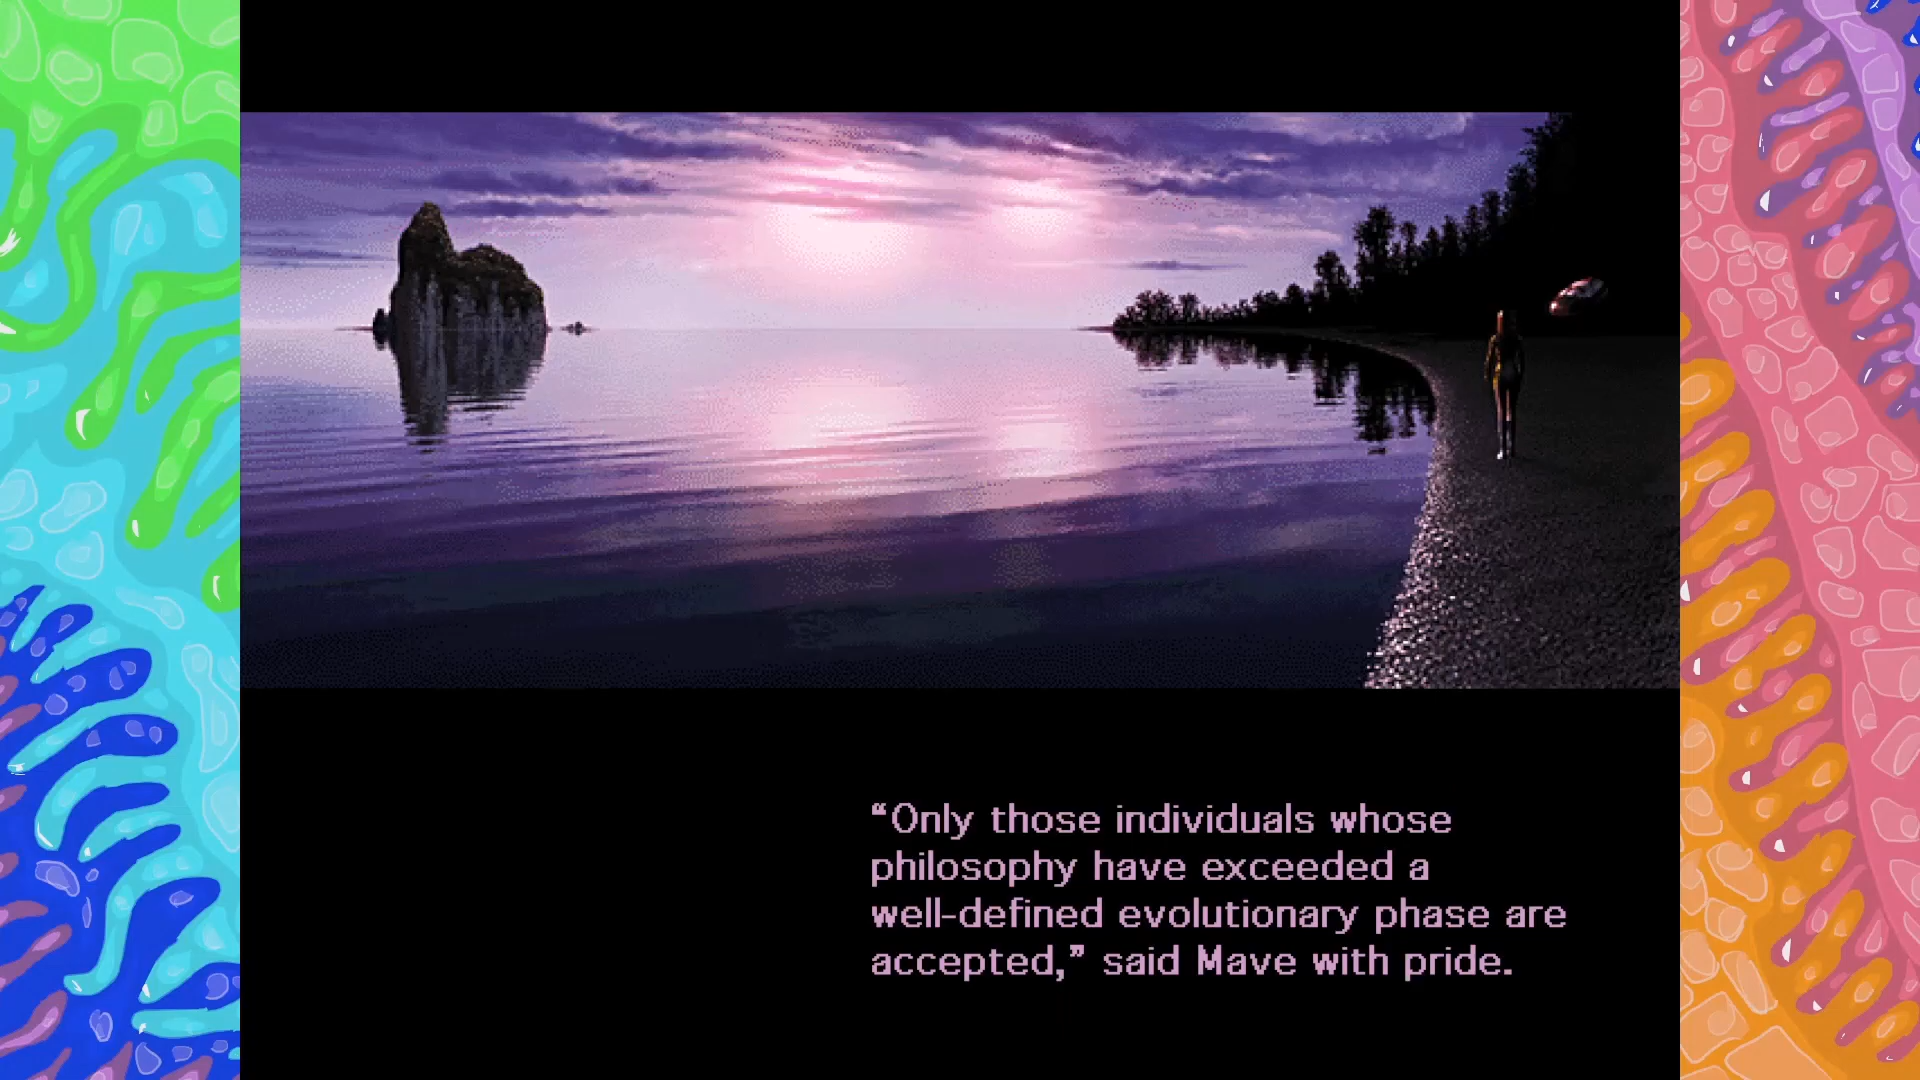 “Only those individuals whose
philosophy have exceeded a
well-defined evolutionary phase are
accepted,” said Mave with pride.